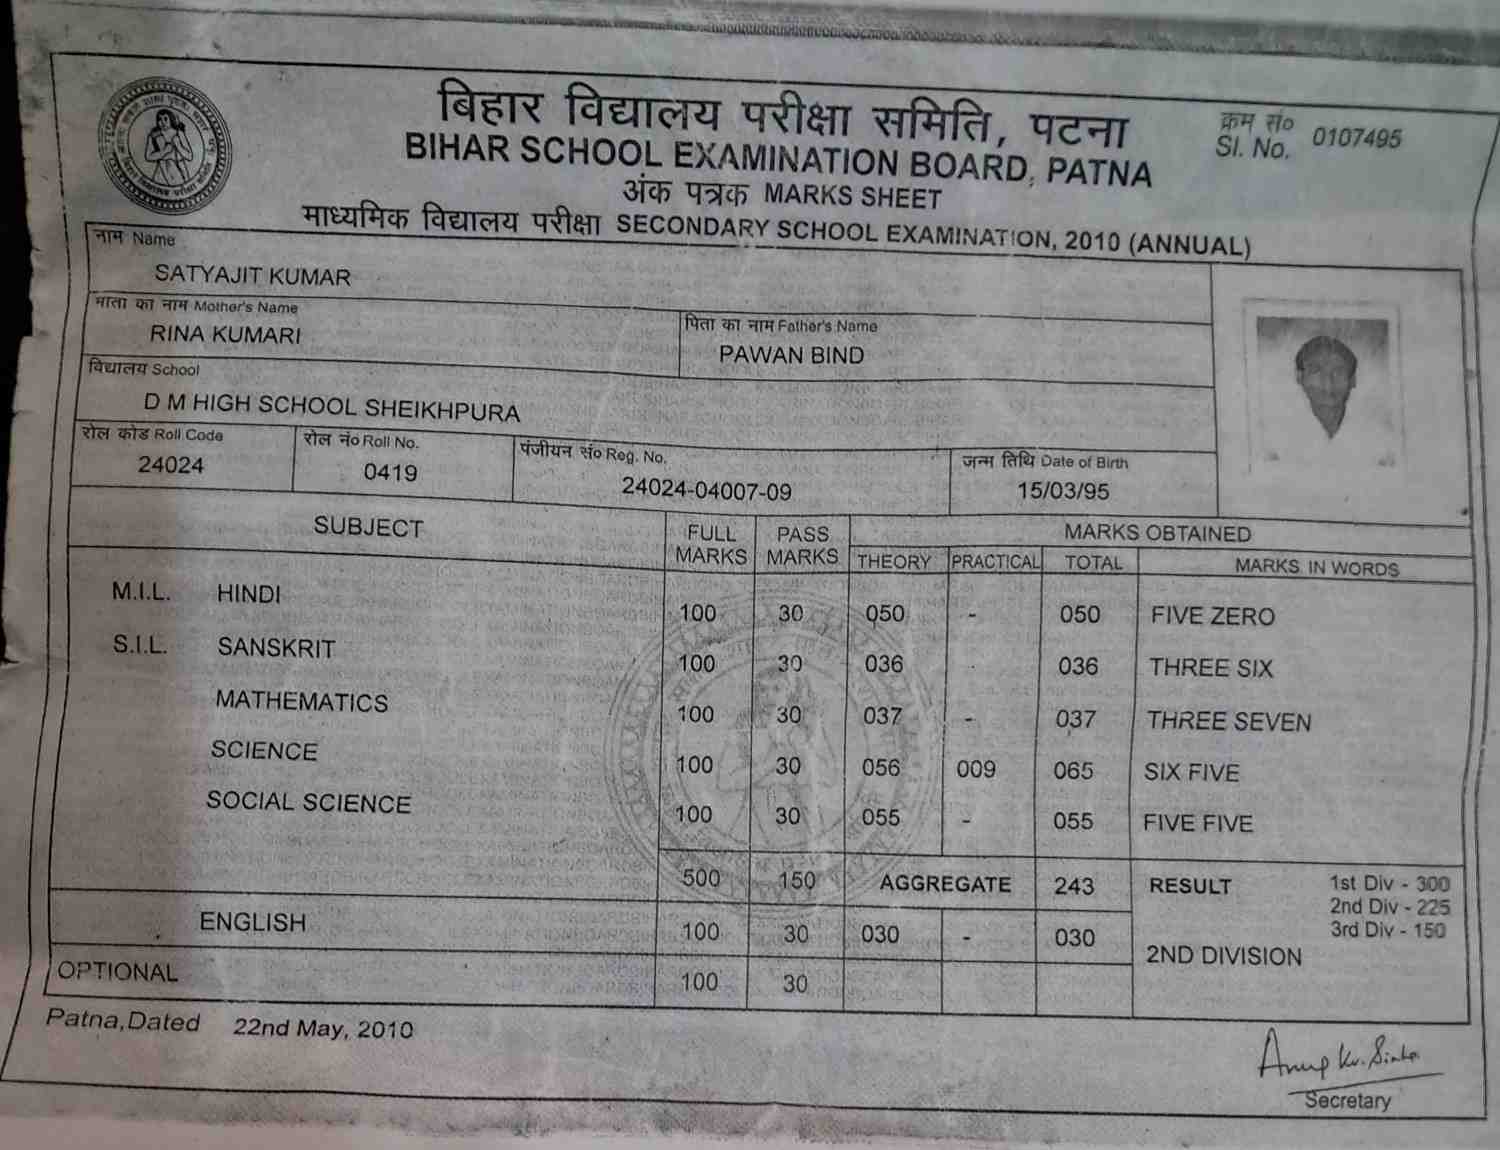 बिहार विद्यालय परीक्षा समिति, पटना
क्रम सं० 0107495
BIHAR SCHOOL EXAMINATION BOARD, PATNA
Sl. No.
अंक पत्रक MARKS SHEET
माध्यमिक विद्यालय परीक्षा SECONDARY SCHOOL EXAMINATION, 2010 (ANNUAL)
नाम Name
SATYAJIT KUMAR
माता का नाम Mother's Name
RINA KUMARI
पिता का नाम Father's Name
PAWAN BIND
विद्यालय School
D M HIGH SCHOOL SHEIKHPURA
रोल कोड Roll Code
24024
रोल नं० Roll No.
0419
पंजीयन सं० Reg. No.
24024-04007-09
जन्म तिथि Date of Birth
15/03/95
SUBJECT FULL MARKS PASS MARKS MARKS OBTAINED
THEORY PRACTICAL TOTAL MARKS IN WORDS
M.I.L. HINDI 100 30 050 - 050 FIVE ZERO
S.I.L. SANSKRIT 100 30 036 036 THREE SIX
MATHEMATICS 100 30 037 - 037 THREE SEVEN
SCIENCE 100 30 056 009 065 SIX FIVE
SOCIAL SCIENCE 100 30 055 - 055 FIVE FIVE
500 150 AGGREGATE 243 RESULT 1st Div - 300
2nd Div - 225
3rd Div - 150
ENGLISH 100 30 030 - 030 2ND DIVISION
OPTIONAL 100 30
Patna,Dated 22nd May, 2010
Anup Kr. Sinha
Secretary